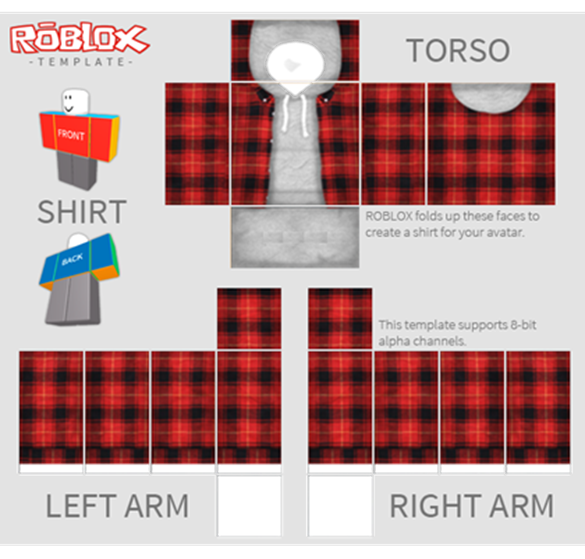 RŌBLOX
-TEMPLATE-
TORSO
FRONT
SHIRT
ROBLOX folds up these faces to
create a shirt for your avatar.
BACK
This template supports 8-bit
alpha channels.
LEFT ARM
RIGHT ARM